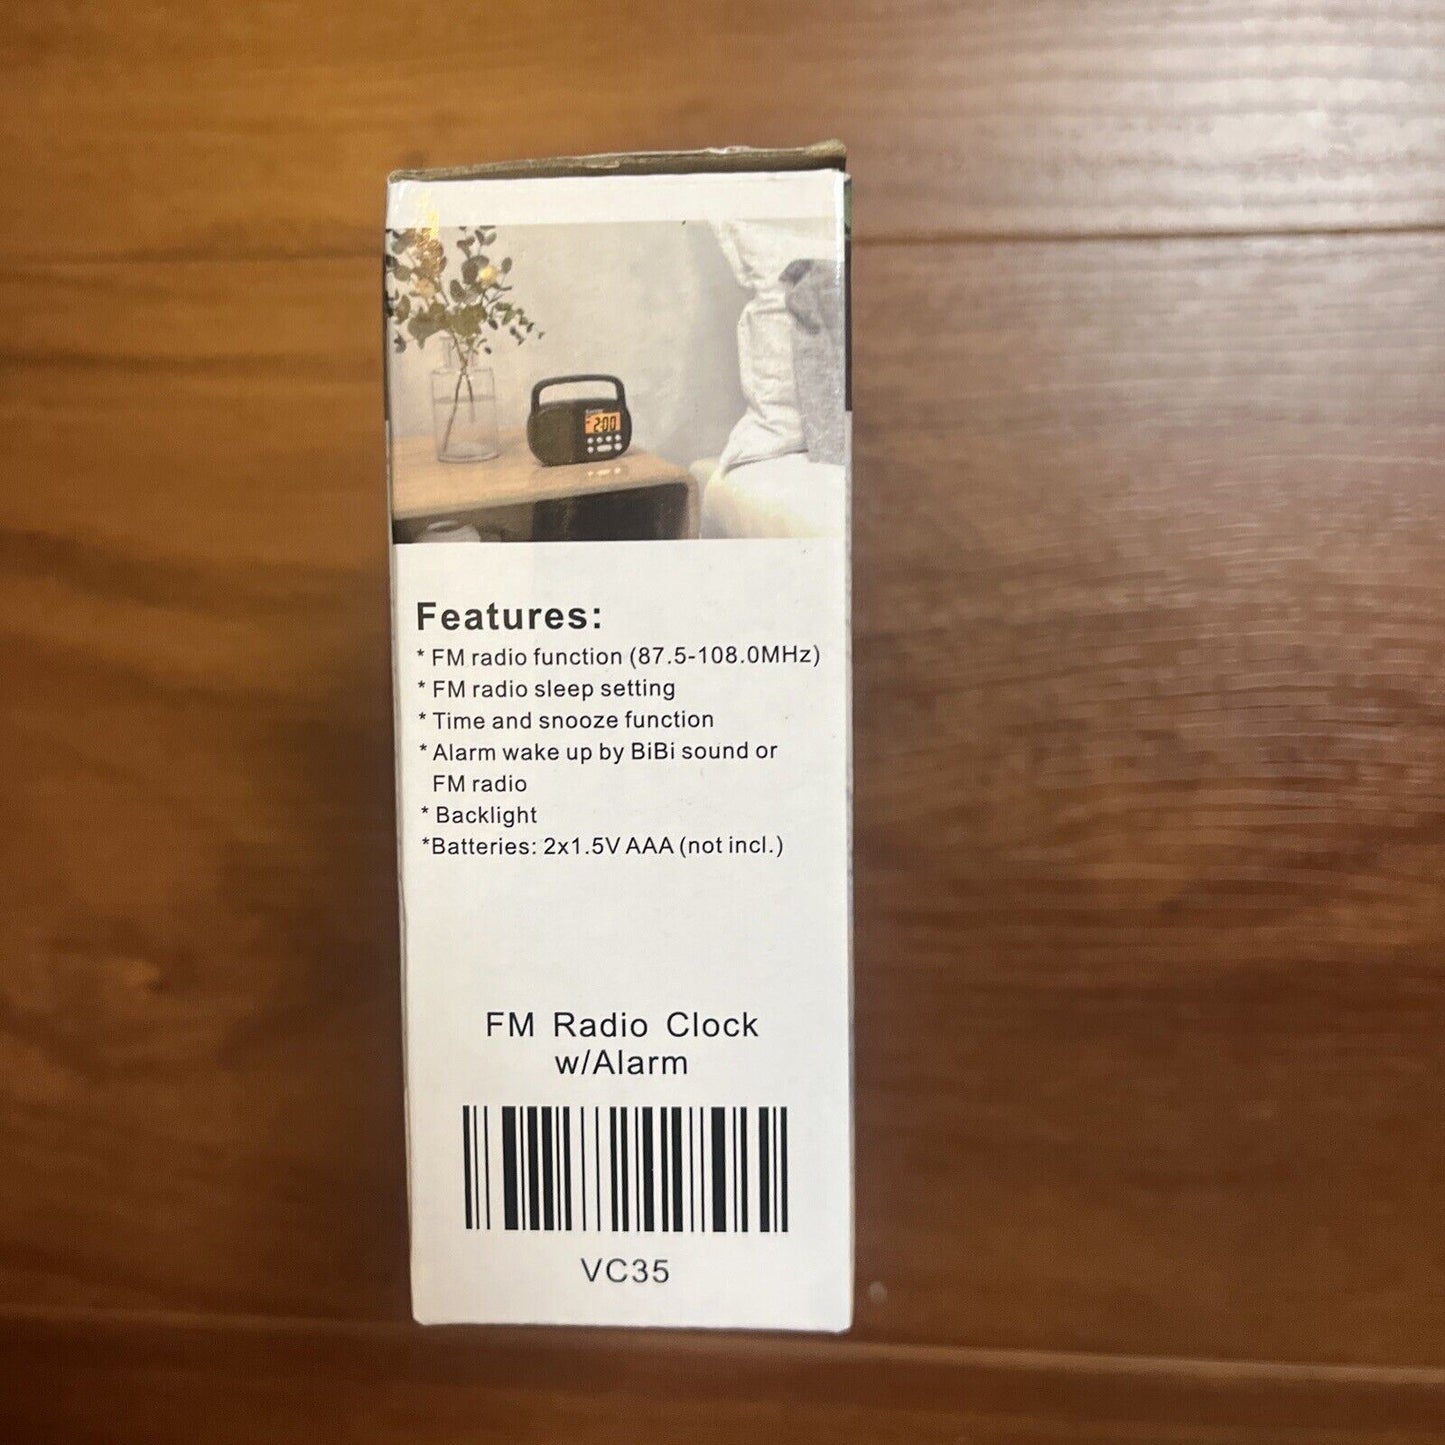 2:00
Features:
* FM radio function (87.5-108.0MHz)
* FM radio sleep setting
* Time and snooze function
* Alarm wake up by BiBi sound or
FM radio
* Backlight
*Batteries: 2x1.5V AAA (not incl.)
FM Radio Clock
w/Alarm
VC35